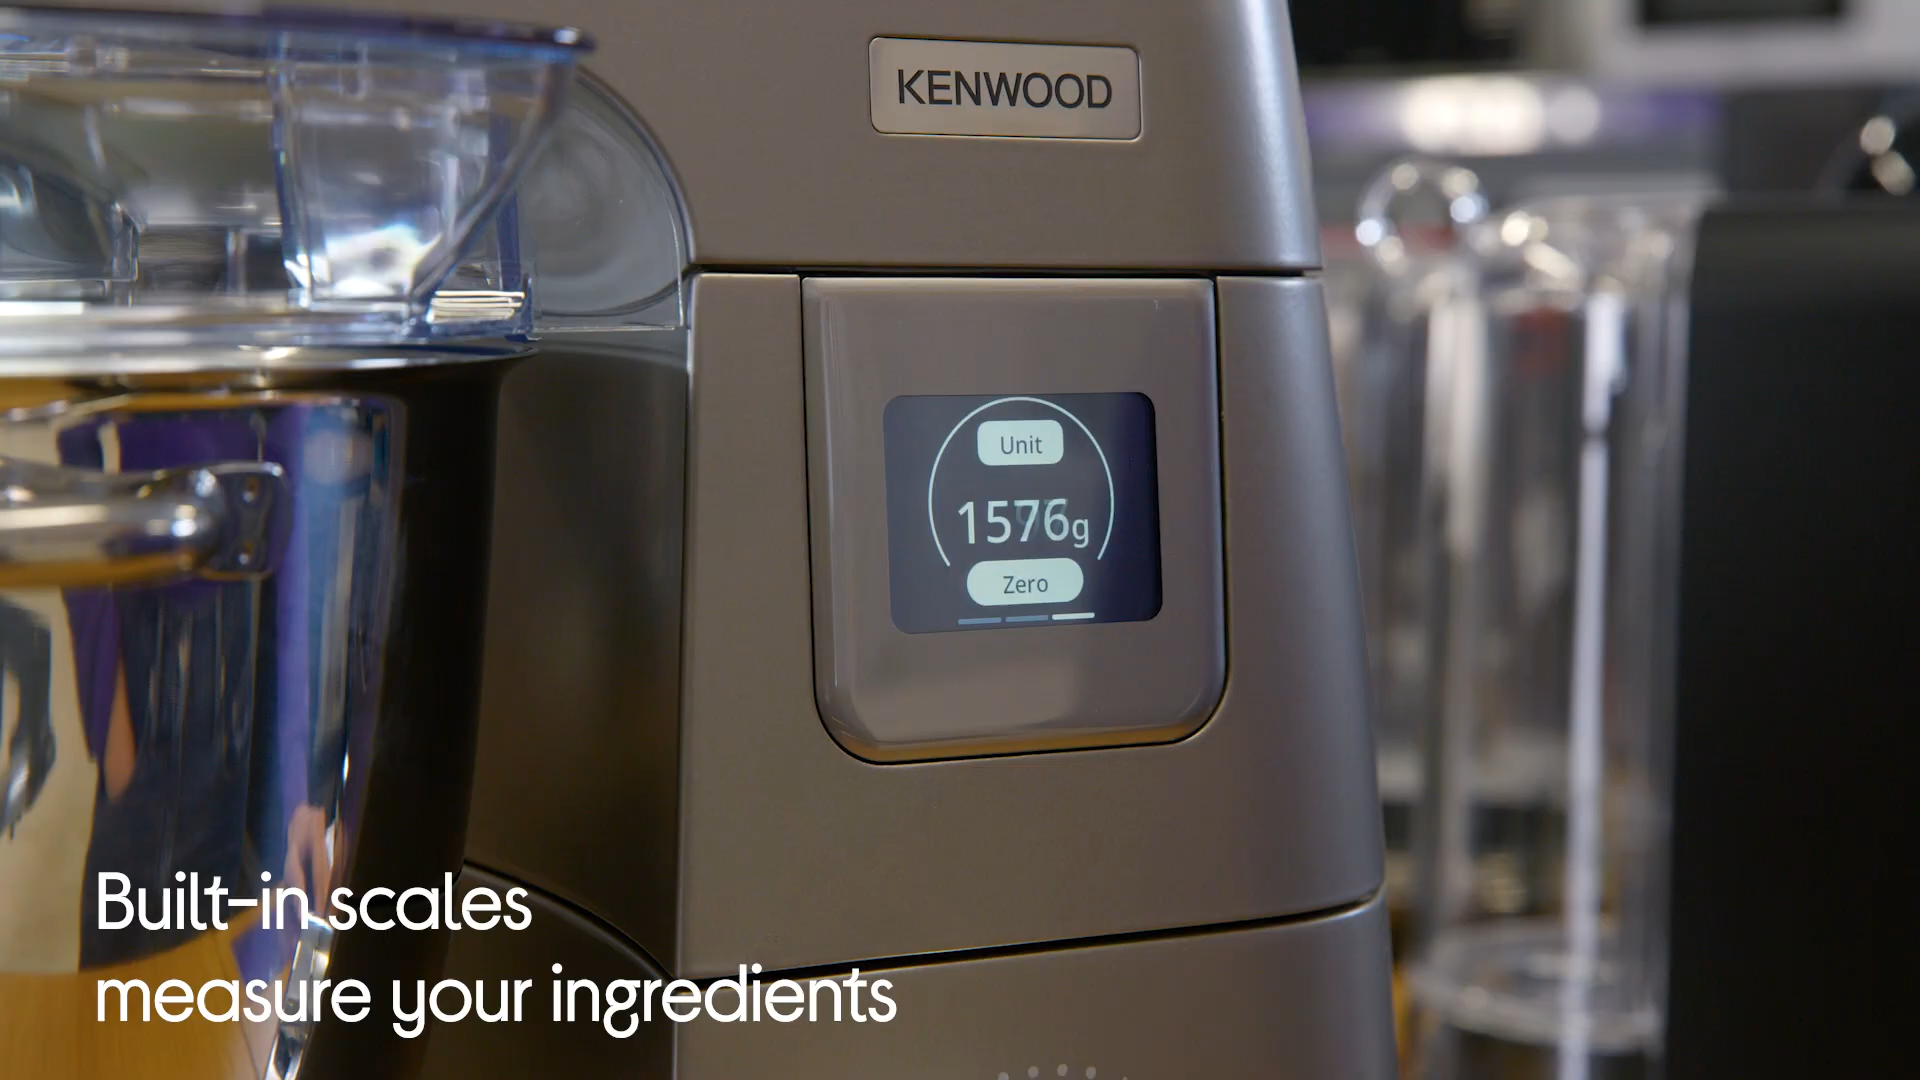 KENWOOD
Unit
1576g
Zero
Built-in scales
measure your ingredients